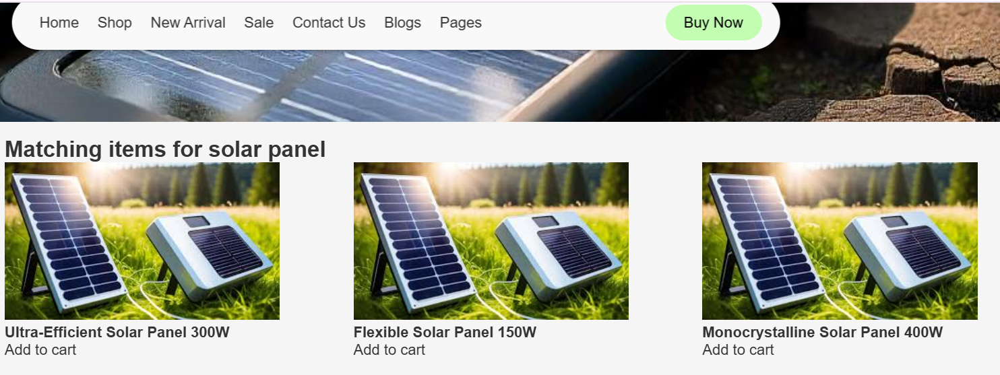 Home Shop New Arrival Sale Contact Us Blogs Pages Buy Now
Matching items for solar panel
Ultra-Efficient Solar Panel 300W Flexible Solar Panel 150W Monocrystalline Solar Panel 400W
Add to cart Add to cart Add to cart